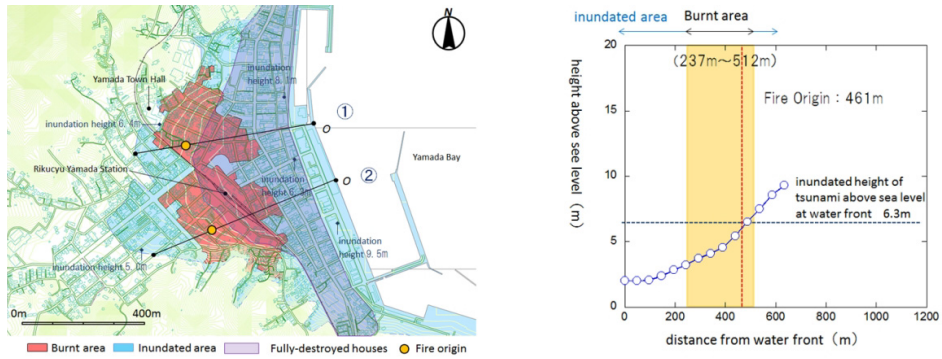 N
inundation
height 8.1m
Yamada Town Hall
inundation height 6.4m
①
O
Rikucyu Yamada Station
②
Yamada Bay
inundation
height 6.3m
O
inundation
height 9.5m
inundation height 5.0m
0m
400m
Burnt area
Inundated area
Fully-destroyed houses
Fire origin
inundated area
Burnt area
(237m～512m)
Fire Origin：461m
inundated height of
tsunami above sea level
at water front 6.3m
height above see level
(m)
20
15
10
5
0
0 200 400 600 800 1000 1200
distance from water front (m)